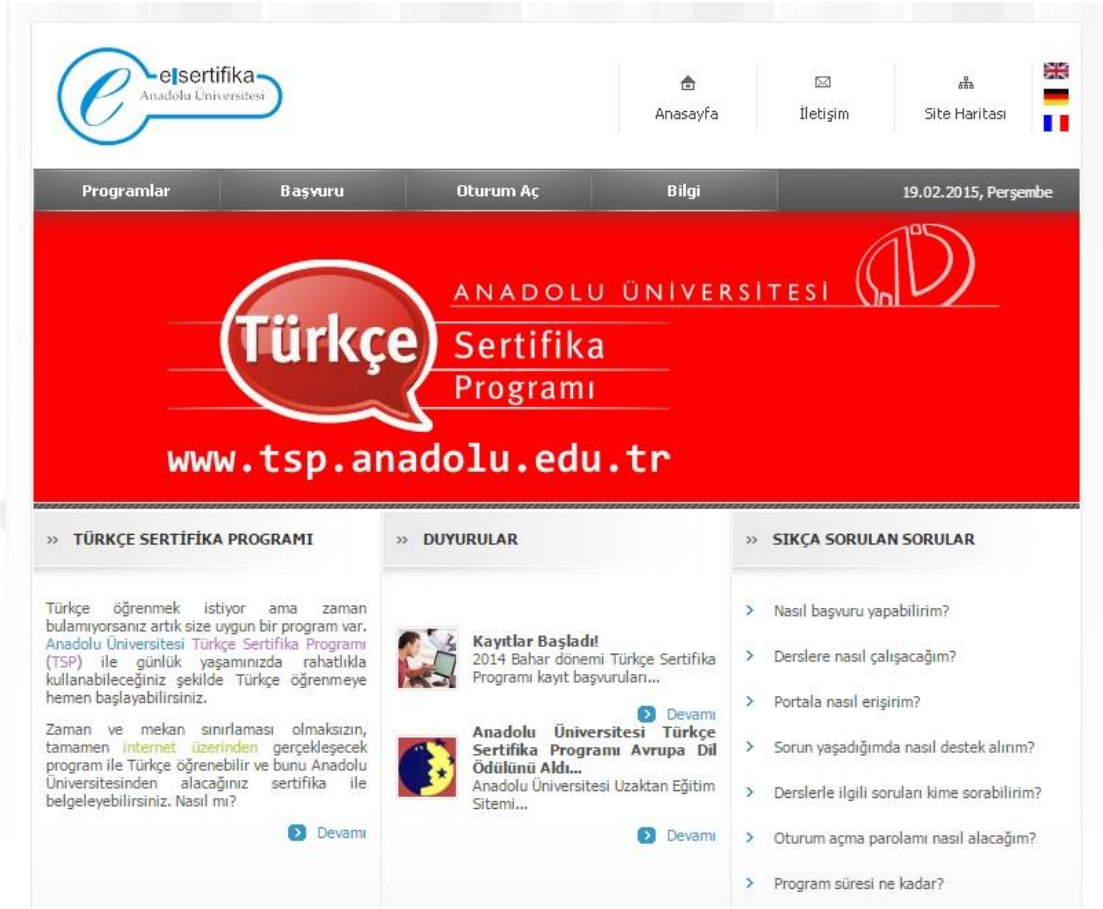 e|sertifika
Anadolu Üniversitesi
Anasayfa
İletişim
Site Haritası
Programlar
Başvuru
Oturum Aç
Bilgi
19.02.2015, Perşembe
ANADOLU ÜNİVERSİTESİ
Türkçe
Sertifika
Programı
www.tsp.anadolu.edu.tr
» TÜRKÇE SERTİFİKA PROGRAMI
Türkçe öğrenmek istiyor ama zaman
bulamıyorsanız artık size uygun bir program var.
Anadolu Üniversitesi Türkçe Sertifika Programı
(TSP) ile günlük yaşamınızda rahatlıkla
kullanabileceğiniz şekilde Türkçe öğrenmeye
hemen başlayabilirsiniz.
Zaman ve mekan sınırlaması olmaksızın,
tamamen internet üzerinden gerçekleşecek
program ile Türkçe öğrenebilir ve bunu Anadolu
Üniversitesinden alacağınız sertifika ile
belgeleyebilirsiniz. Nasıl mı?
Devamı
» DUYURULAR
Kayıtlar Başladı!
2014 Bahar dönemi Türkçe Sertifika
Programı kayıt başvuruları...
Devamı
Anadolu Üniversitesi Türkçe
Sertifika Programı Avrupa Dil
Ödülünü Aldı...
Anadolu Üniversitesi Uzaktan Eğitim
Sitemi...
Devamı
» SIKÇA SORULAN SORULAR
Nasıl başvuru yapabilirim?
Derslere nasıl çalışacağım?
Portala nasıl erişirim?
Sorun yaşadığımda nasıl destek alırım?
Derslerle ilgili soruları kime sorabilirim?
Oturum açma parolamı nasıl alacağım?
Program süresi ne kadar?